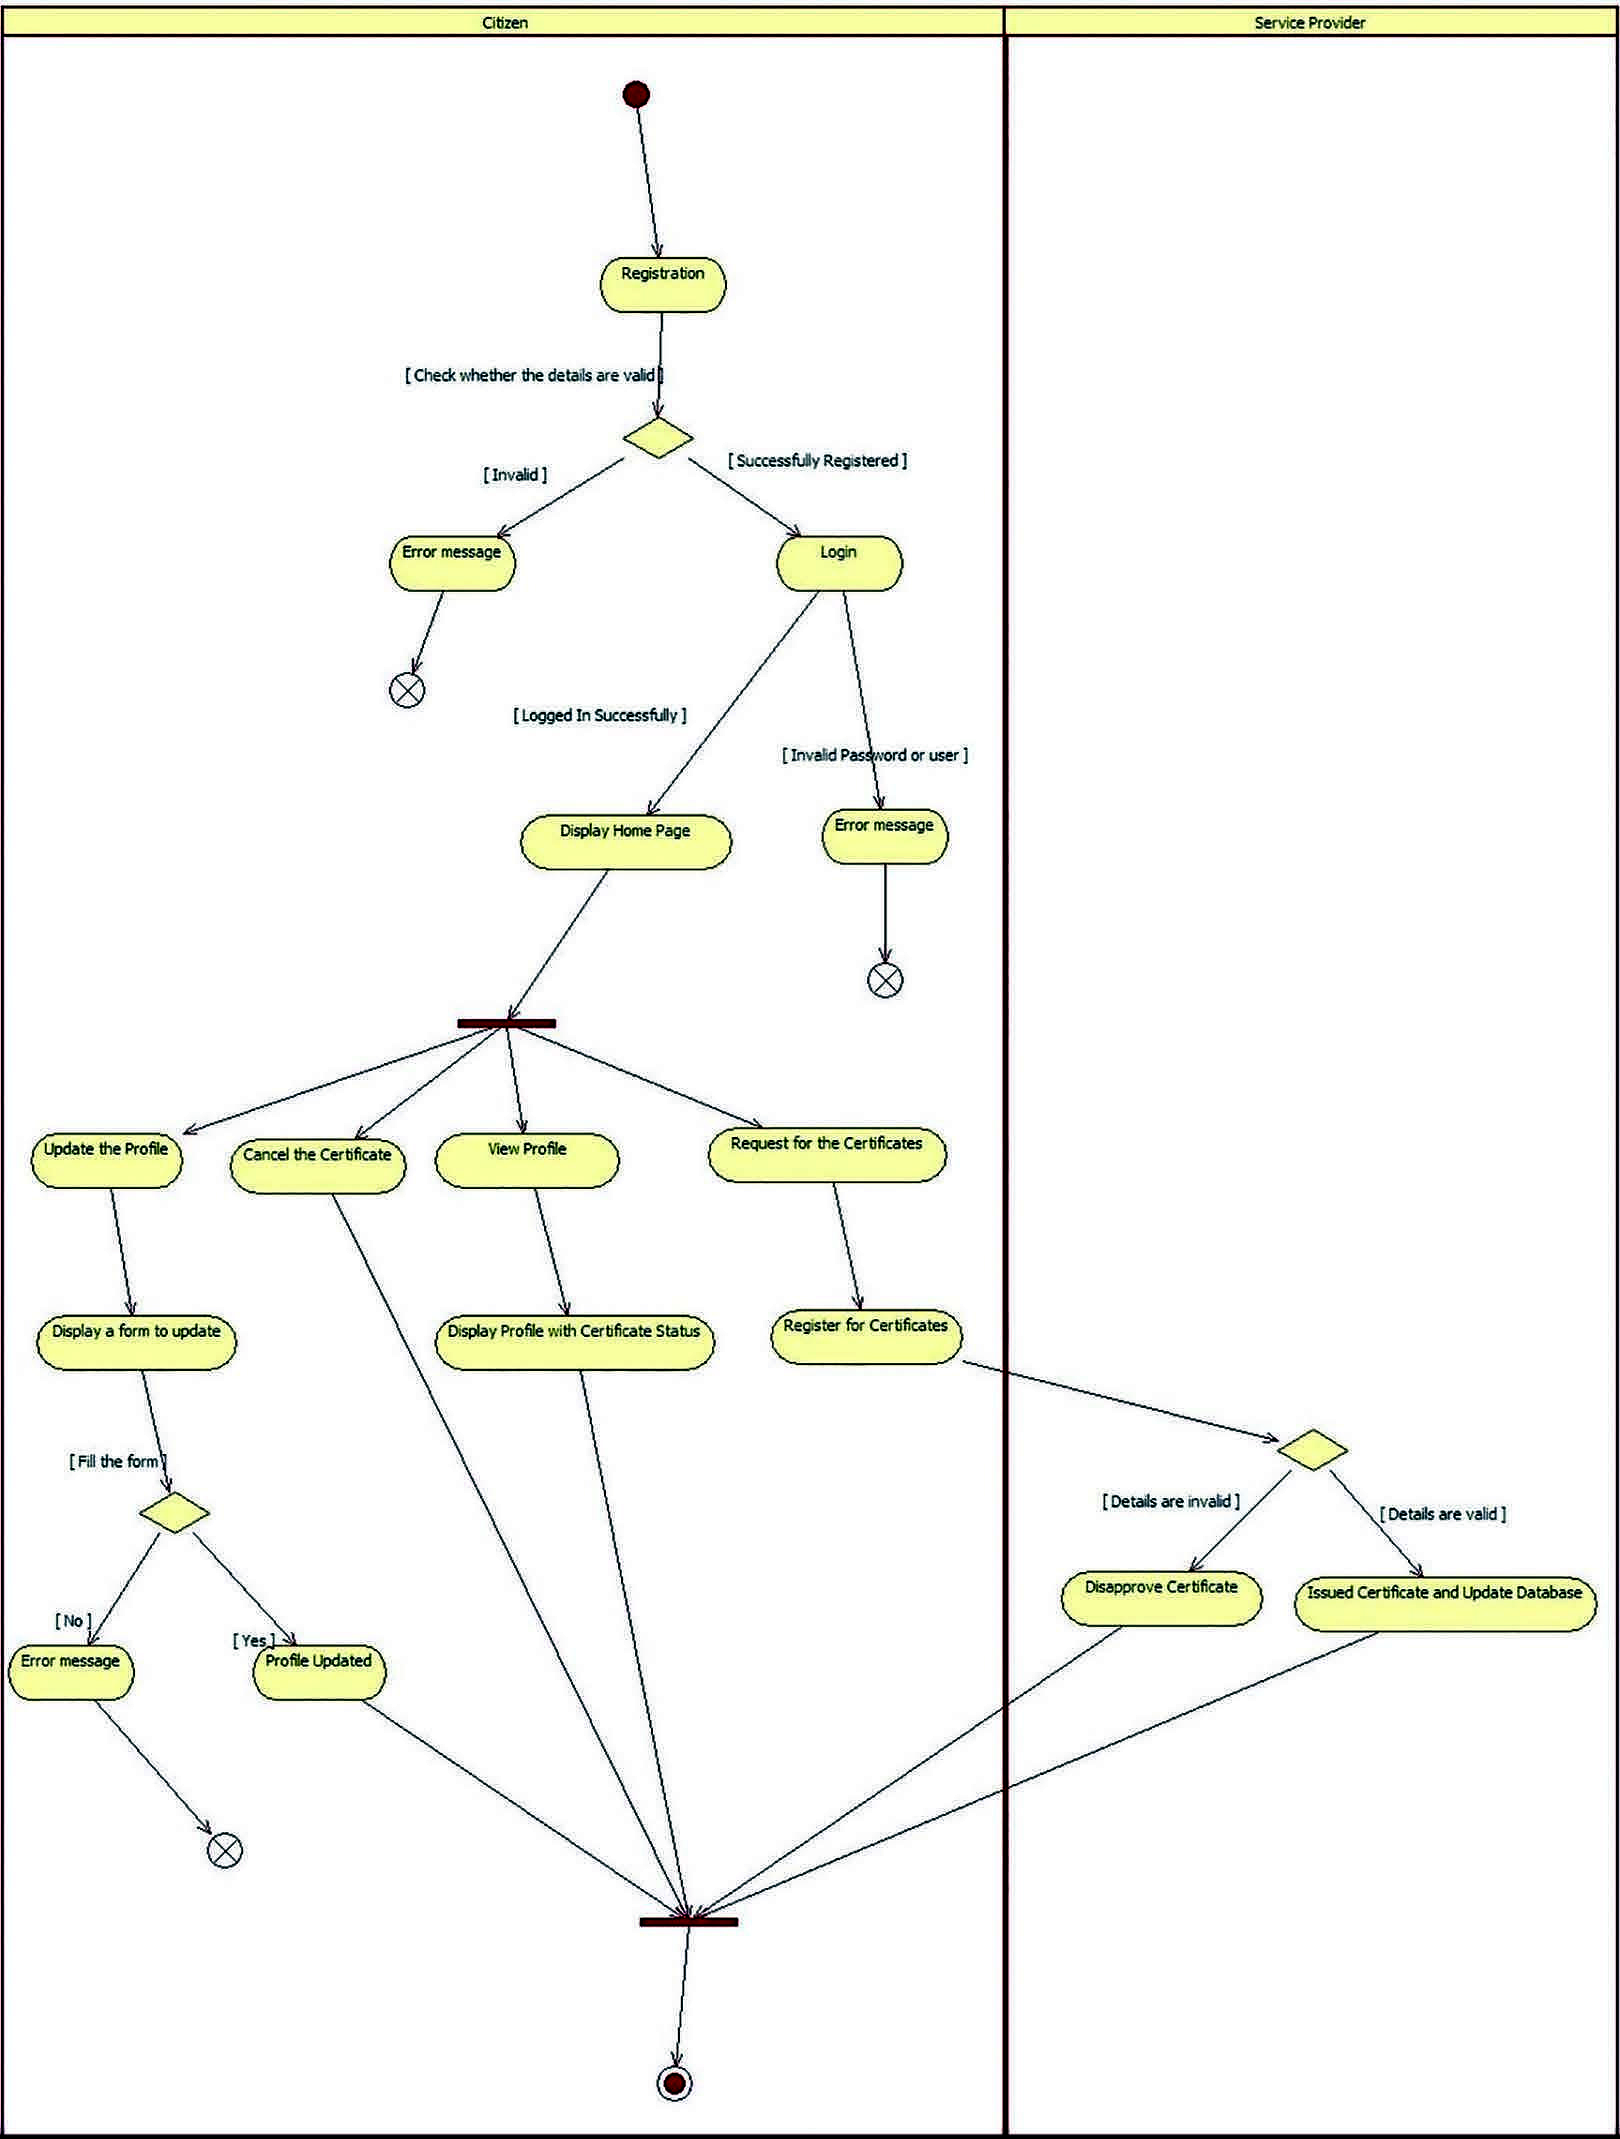 Citizen
Service Provider
Registration
[ Check whether the details are valid ]
[ Successfully Registered ]
[ Invalid ]
Error message
Login
[ Logged In Successfully ]
[ Invalid Password or user ]
Display Home Page
Error message
Update the Profile
Cancel the Certificate
View Profile
Request for the Certificates
Display a form to update
Display Profile with Certificate Status
Register for Certificates
[ Fill the form ]
[ Details are invalid ]
[ Details are valid ]
Disapprove Certificate
Issued Certificate and Update Database
[ No ]
[ Yes ]
Error message
Profile Updated